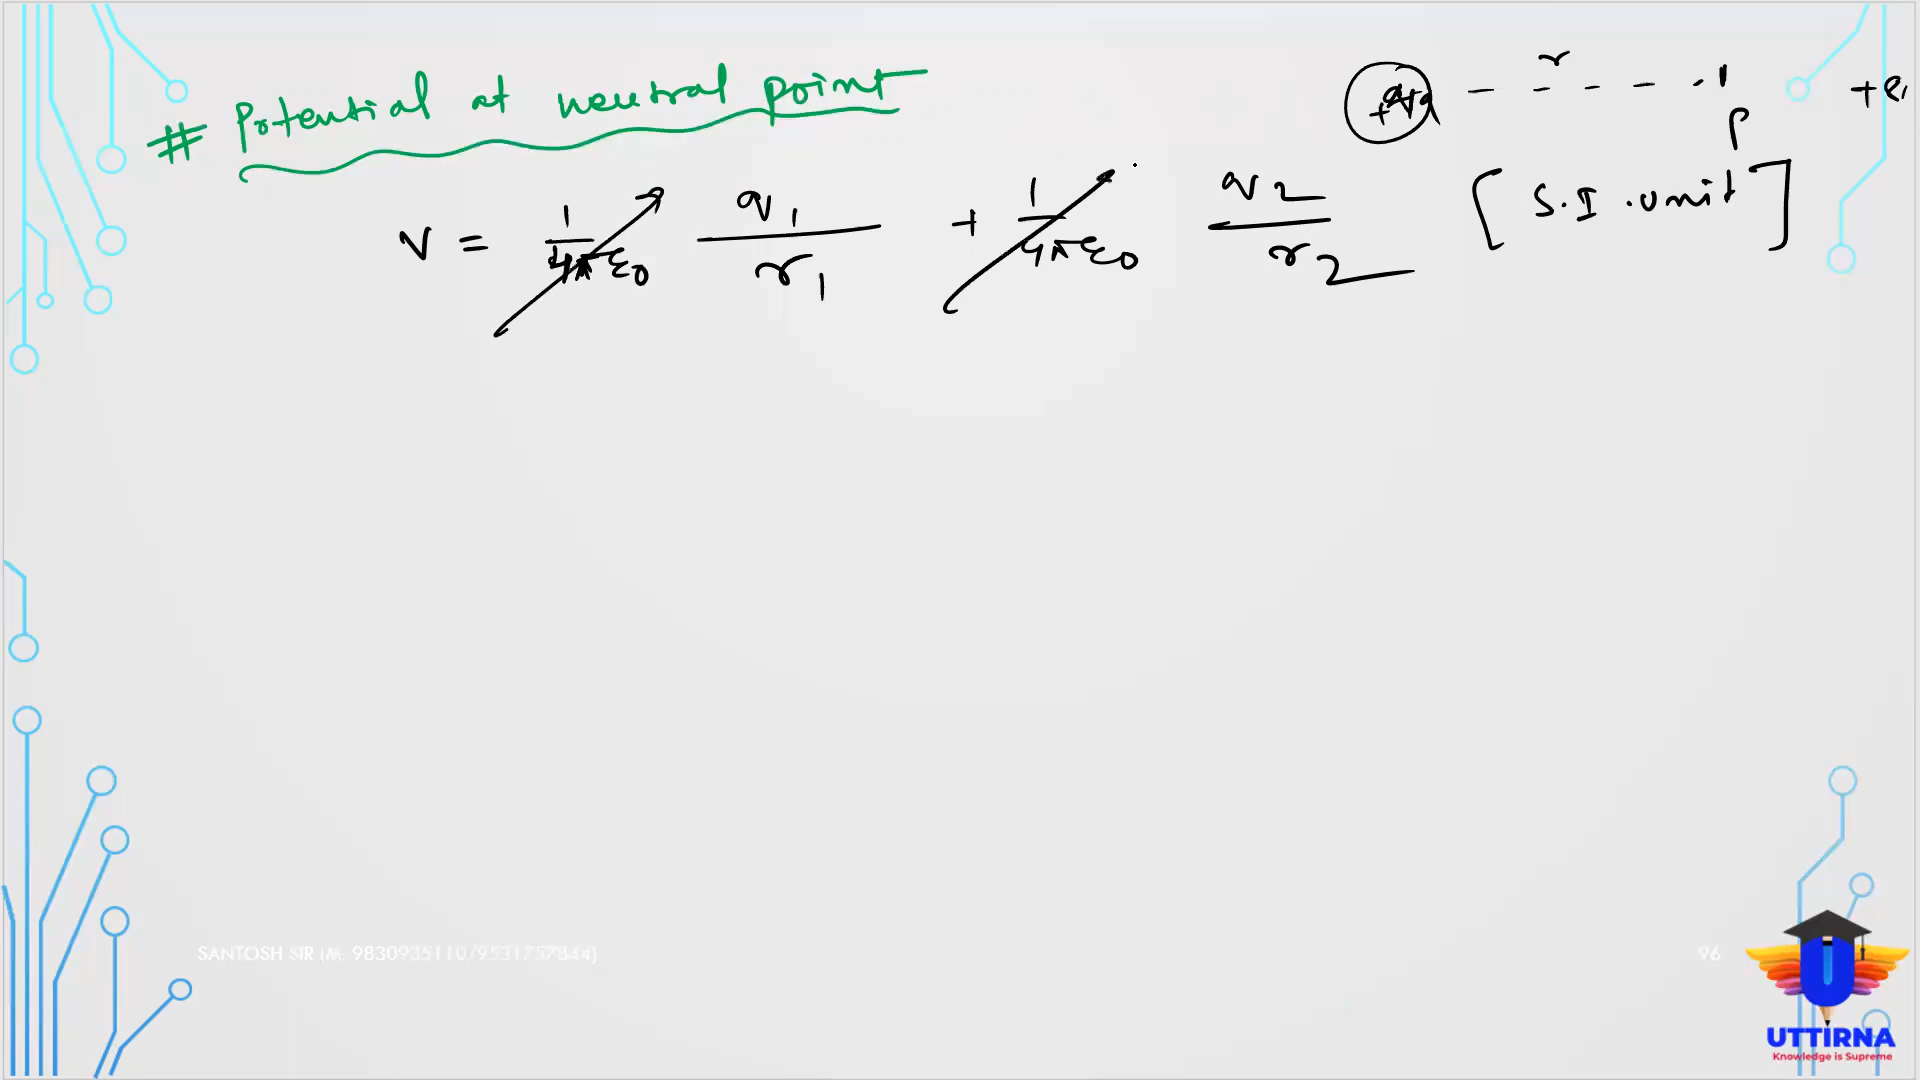 # Potential at neutral point
r
+q - - - - . 1 +e
P
V = 1/4πε0 q1/r1 + 1/4πε0 q2/r2 [S.I. unit]
SANTOSH SIR (M: 9830935110/9531757844)
96
UTTIRNA
Knowledge is Supreme